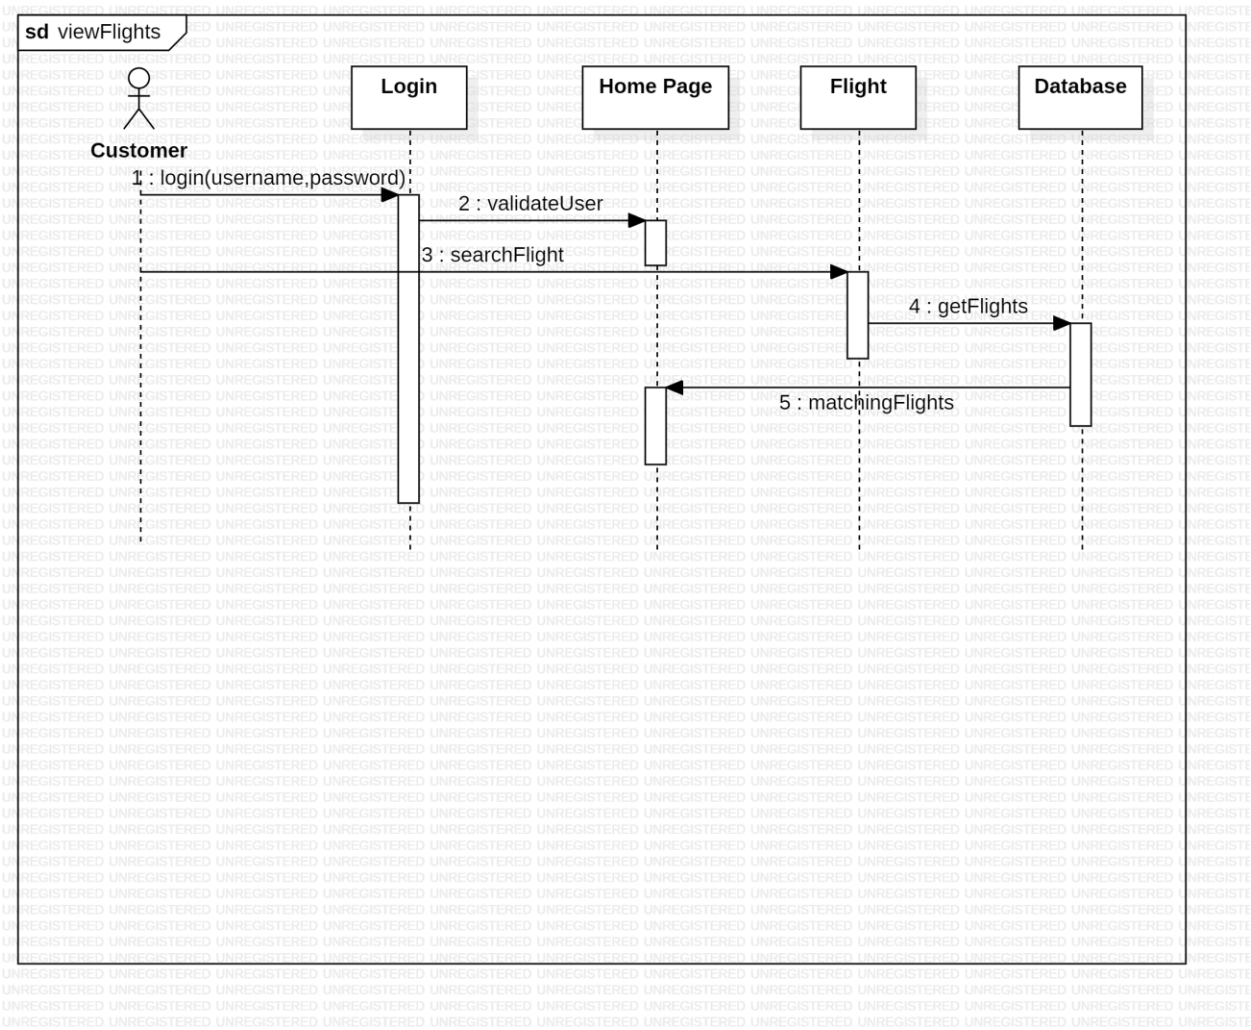 sd viewFlights
Login
Home Page
Flight
Database
Customer
1 : login(username,password)
2 : validateUser
3 : searchFlight
4 : getFlights
5 : matchingFlights
UNREGISTERED